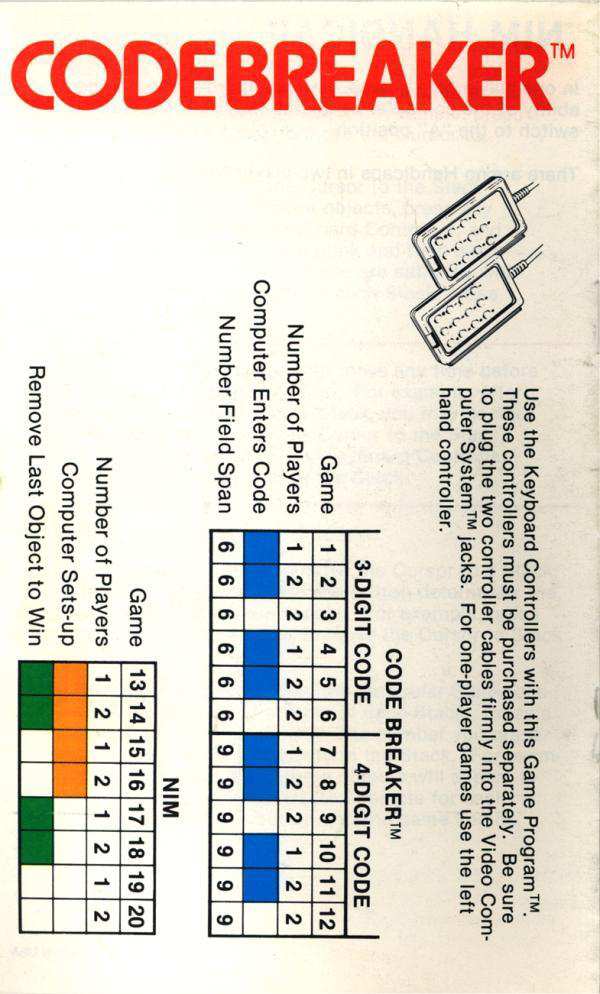 CODE BREAKER™
Use the Keyboard Controllers with this Game Program™.
These controllers must be purchased separately. Be sure
to plug the two controller cables firmly into the Video Com-
puter System™ jacks. For one-player games use the left
hand controller.
CODE BREAKER™
3-DIGIT CODE 4-DIGIT CODE
Game 1 2 3 4 5 6 7 8 9 10 11 12
Number of Players 1 2 2 1 2 2 1 2 2 1 2 2
Computer Enters Code
Number Field Span 6 6 6 6 6 6 9 9 9 9 9 9
NIM
Game 13 14 15 16 17 18 19 20
Number of Players 1 2 1 2 1 2 1 2
Computer Sets-up
Remove Last Object to Win